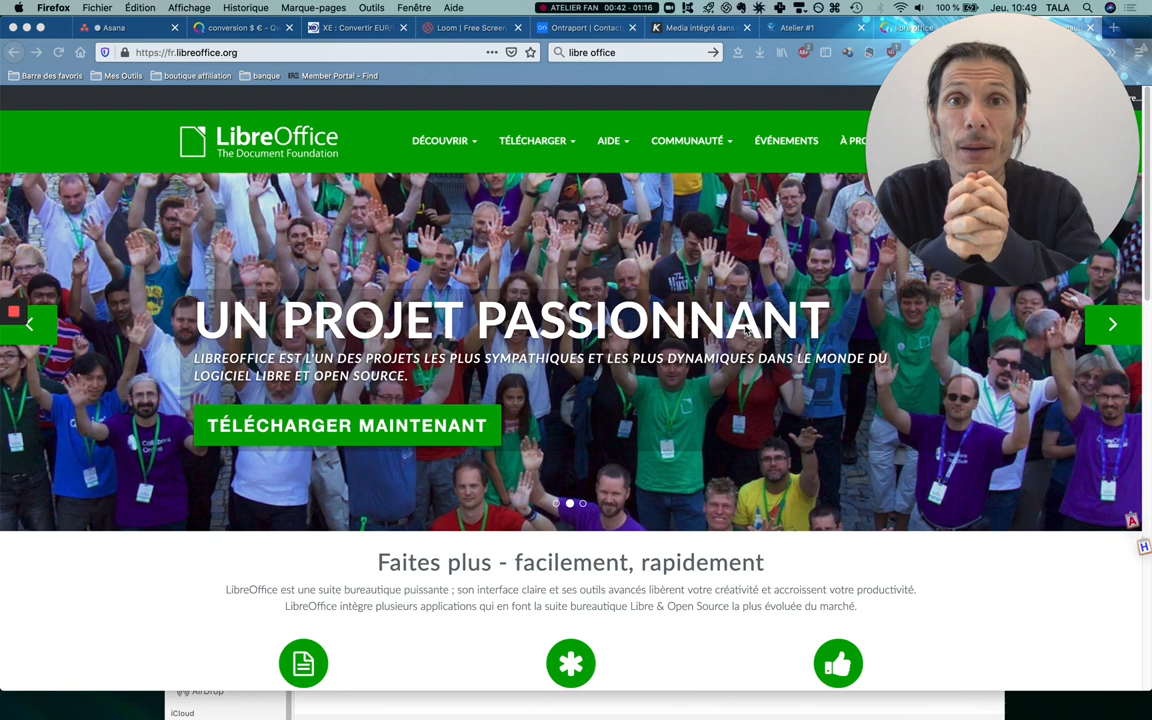 Firefox Fichier Édition Affichage Historique Marque-pages Outils Fenêtre Aide ATELIER FAN 00:42 - 01:16 100 % Jeu. 10:49 TALA
Asana conversion $ € - Qw XE : Convertir EUR/ Loom | Free Screen Ontraport | Contac Media intégré dans Atelier #1
https://fr.libreoffice.org libre office
Barre des favoris Mes Outils boutique affiliation banque Member Portal - Find
LibreOffice
The Document Foundation
DÉCOUVRIR TÉLÉCHARGER AIDE COMMUNAUTÉ ÉVÉNEMENTS À PRO
UN PROJET PASSIONNANT
LIBREOFFICE EST L'UN DES PROJETS LES PLUS SYMPATHIQUES ET LES PLUS DYNAMIQUES DANS LE MONDE DU
LOGICIEL LIBRE ET OPEN SOURCE.
TÉLÉCHARGER MAINTENANT
Faites plus - facilement, rapidement
LibreOffice est une suite bureautique puissante ; son interface claire et ses outils avancés libèrent votre créativité et accroissent votre productivité.
LibreOffice intègre plusieurs applications qui en font la suite bureautique Libre & Open Source la plus évoluée du marché.
AirDrop
iCloud